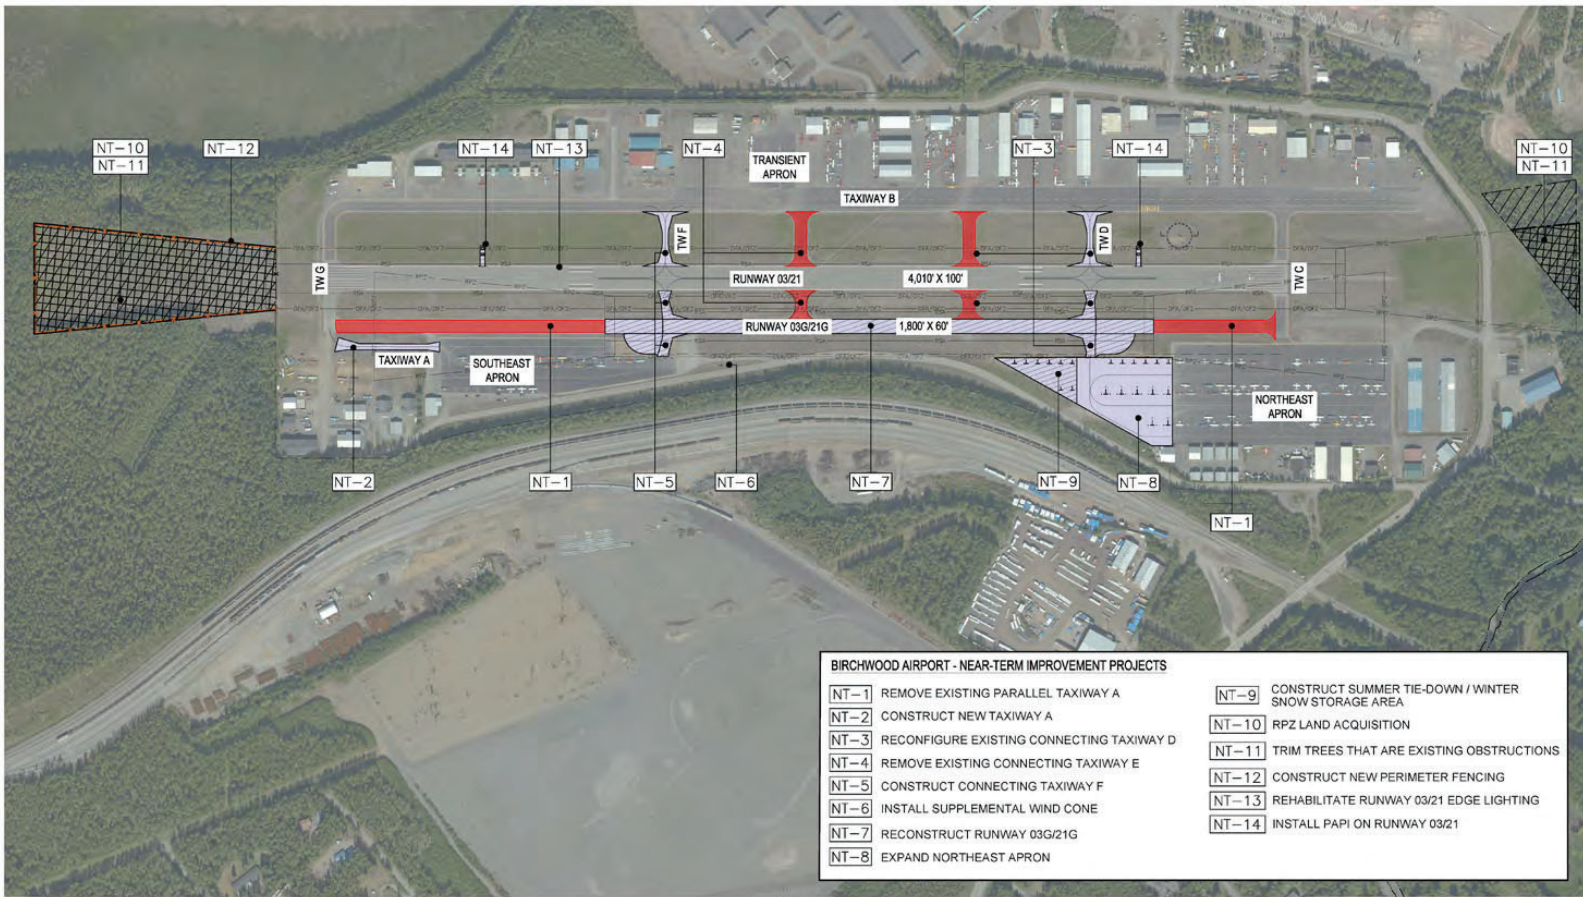 NT-10
NT-11
NT-12
NT-14
NT-13
NT-4
TRANSIENT
APRON
NT-3
NT-14
NT-10
NT-11
TAXIWAY B
TW F
TW D
TW G
RUNWAY 03/21
4,010' X 100'
TW C
RUNWAY 03G/21G
1,800' X 60'
TAXIWAY A
SOUTHEAST
APRON
NORTHEAST
APRON
NT-2
NT-1
NT-5
NT-6
NT-7
NT-9
NT-8
NT-1
BIRCHWOOD AIRPORT - NEAR-TERM IMPROVEMENT PROJECTS
NT-1 REMOVE EXISTING PARALLEL TAXIWAY A
NT-2 CONSTRUCT NEW TAXIWAY A
NT-3 RECONFIGURE EXISTING CONNECTING TAXIWAY D
NT-4 REMOVE EXISTING CONNECTING TAXIWAY E
NT-5 CONSTRUCT CONNECTING TAXIWAY F
NT-6 INSTALL SUPPLEMENTAL WIND CONE
NT-7 RECONSTRUCT RUNWAY 03G/21G
NT-8 EXPAND NORTHEAST APRON
NT-9 CONSTRUCT SUMMER TIE-DOWN / WINTER
SNOW STORAGE AREA
NT-10 RPZ LAND ACQUISITION
NT-11 TRIM TREES THAT ARE EXISTING OBSTRUCTIONS
NT-12 CONSTRUCT NEW PERIMETER FENCING
NT-13 REHABILITATE RUNWAY 03/21 EDGE LIGHTING
NT-14 INSTALL PAPI ON RUNWAY 03/21